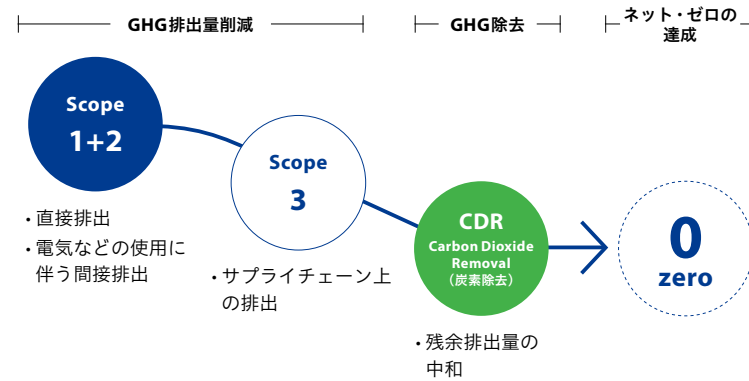 GHG排出量削減
GHG除去
ネット・ゼロの
達成
Scope
1+2
・直接排出
・電気などの使用に
伴う間接排出
Scope
3
・サプライチェーン上
の排出
CDR
Carbon Dioxide
Removal
（炭素除去）
・残余排出量の
中和
0
zero